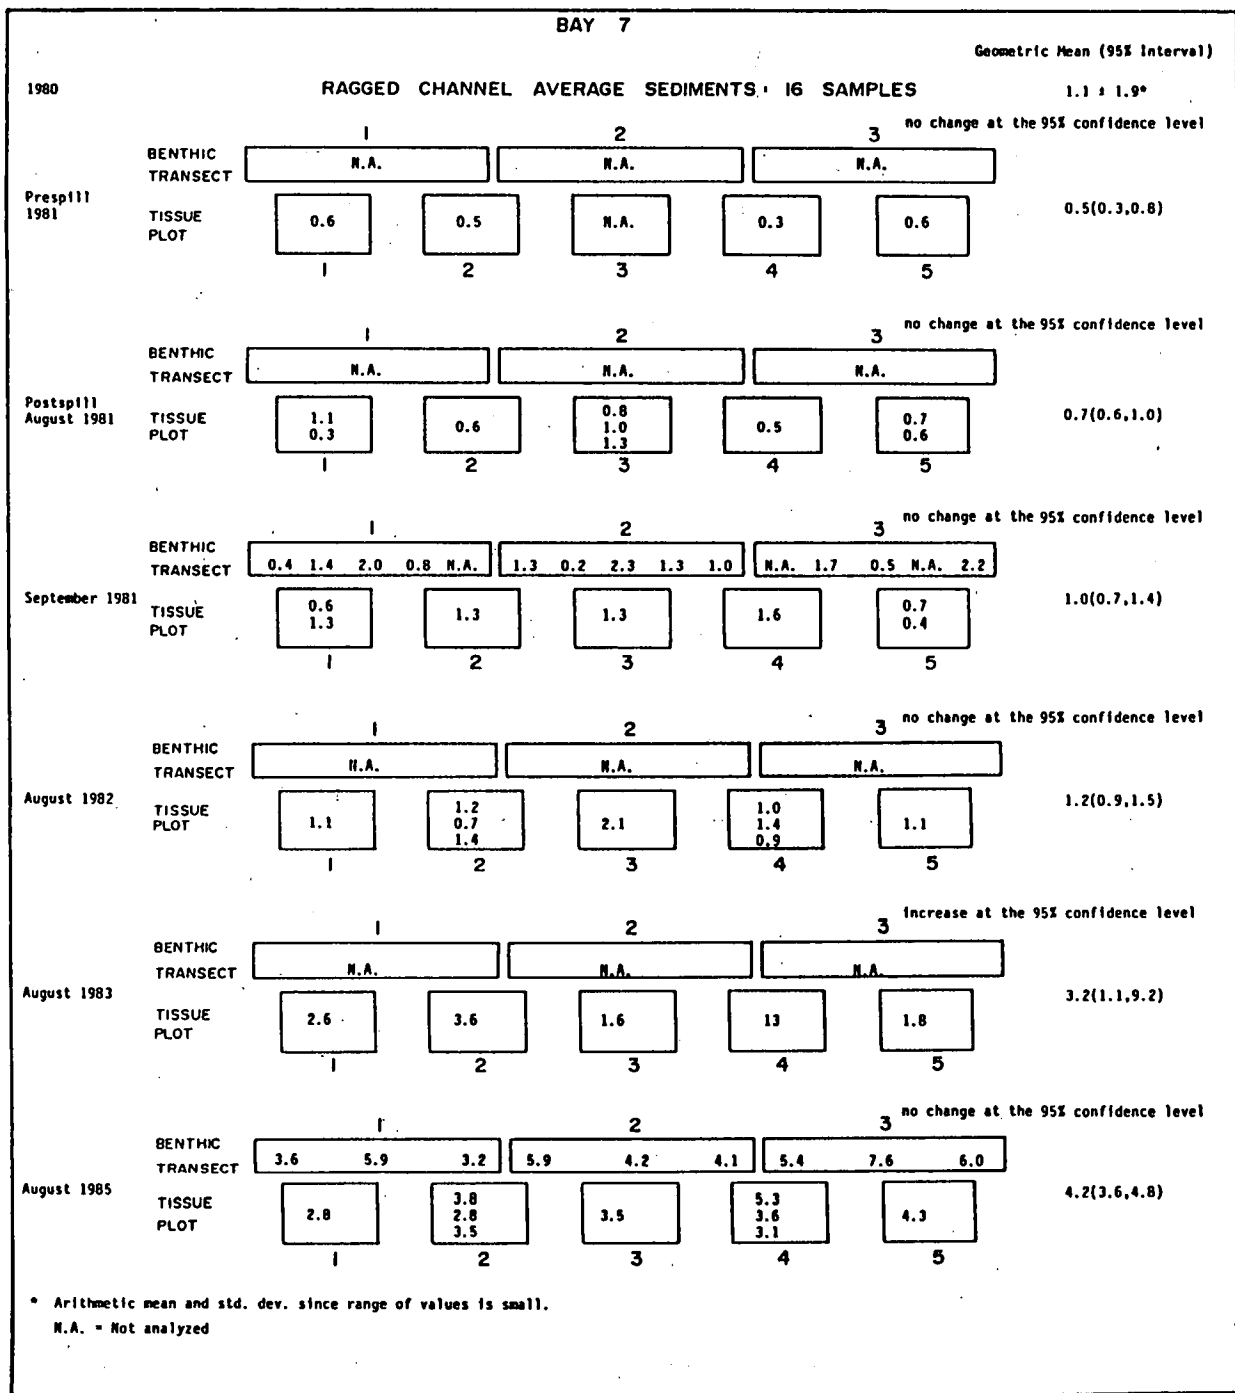 BAY 7
Geometric Mean (95% Interval)
1980 RAGGED CHANNEL AVERAGE SEDIMENTS: 16 SAMPLES 1.1 ± 1.9*
no change at the 95% confidence level
1 2 3
BENTHIC TRANSECT N.A. N.A. N.A.
Prespill 1981
TISSUE PLOT 0.6 0.5 N.A. 0.3 0.6 0.5(0.3,0.8)
1 2 3 4 5
no change at the 95% confidence level
1 2 3
BENTHIC TRANSECT N.A. N.A. N.A.
Postspill August 1981
TISSUE PLOT 1.1 0.3 0.6 0.8 1.0 1.3 0.5 0.7 0.6 0.7(0.6,1.0)
1 2 3 4 5
no change at the 95% confidence level
1 2 3
BENTHIC TRANSECT 0.4 1.4 2.0 0.8 N.A. 1.3 0.2 2.3 1.3 1.0 N.A. 1.7 0.5 N.A. 2.2
September 1981
TISSUE PLOT 0.6 1.3 1.3 1.3 1.6 0.7 0.4 1.0(0.7,1.4)
1 2 3 4 5
no change at the 95% confidence level
1 2 3
BENTHIC TRANSECT N.A. N.A. N.A.
August 1982
TISSUE PLOT 1.1 1.2 0.7 1.4 2.1 1.0 1.4 0.9 1.1 1.2(0.9,1.5)
1 2 3 4 5
increase at the 95% confidence level
1 2 3
BENTHIC TRANSECT N.A. N.A. N.A.
August 1983
TISSUE PLOT 2.6 3.6 1.6 13 1.8 3.2(1.1,9.2)
1 2 3 4 5
no change at the 95% confidence level
1 2 3
BENTHIC TRANSECT 3.6 5.9 3.2 5.9 4.2 4.1 5.4 7.6 6.0
August 1985
TISSUE PLOT 2.8 3.8 2.8 3.5 3.5 5.3 3.6 3.1 4.3 4.2(3.6,4.8)
1 2 3 4 5
* Arithmetic mean and std. dev. since range of values is small.
N.A. = Not analyzed